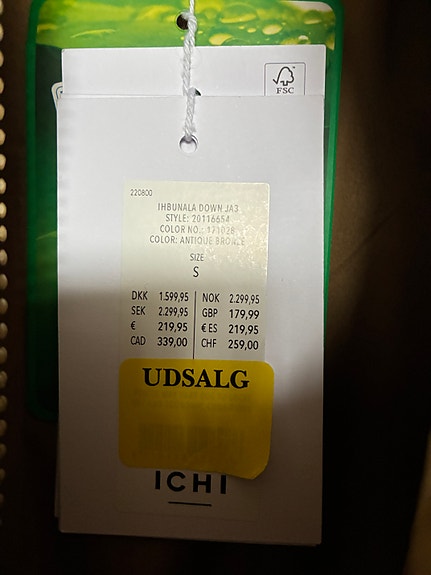 FSC
220800
IHBUNALA DOWN JA3
STYLE: 20116654
COLOR NO.: 171028
COLOR: ANTIQUE BRONZE
SIZE
S
DKK 1.599,95 NOK 2.299,95
SEK 2.299,95 GBP 179,99
€ 219,95 € ES 219,95
CAD 339,00 CHF 259,00
UDSALG
ICHI